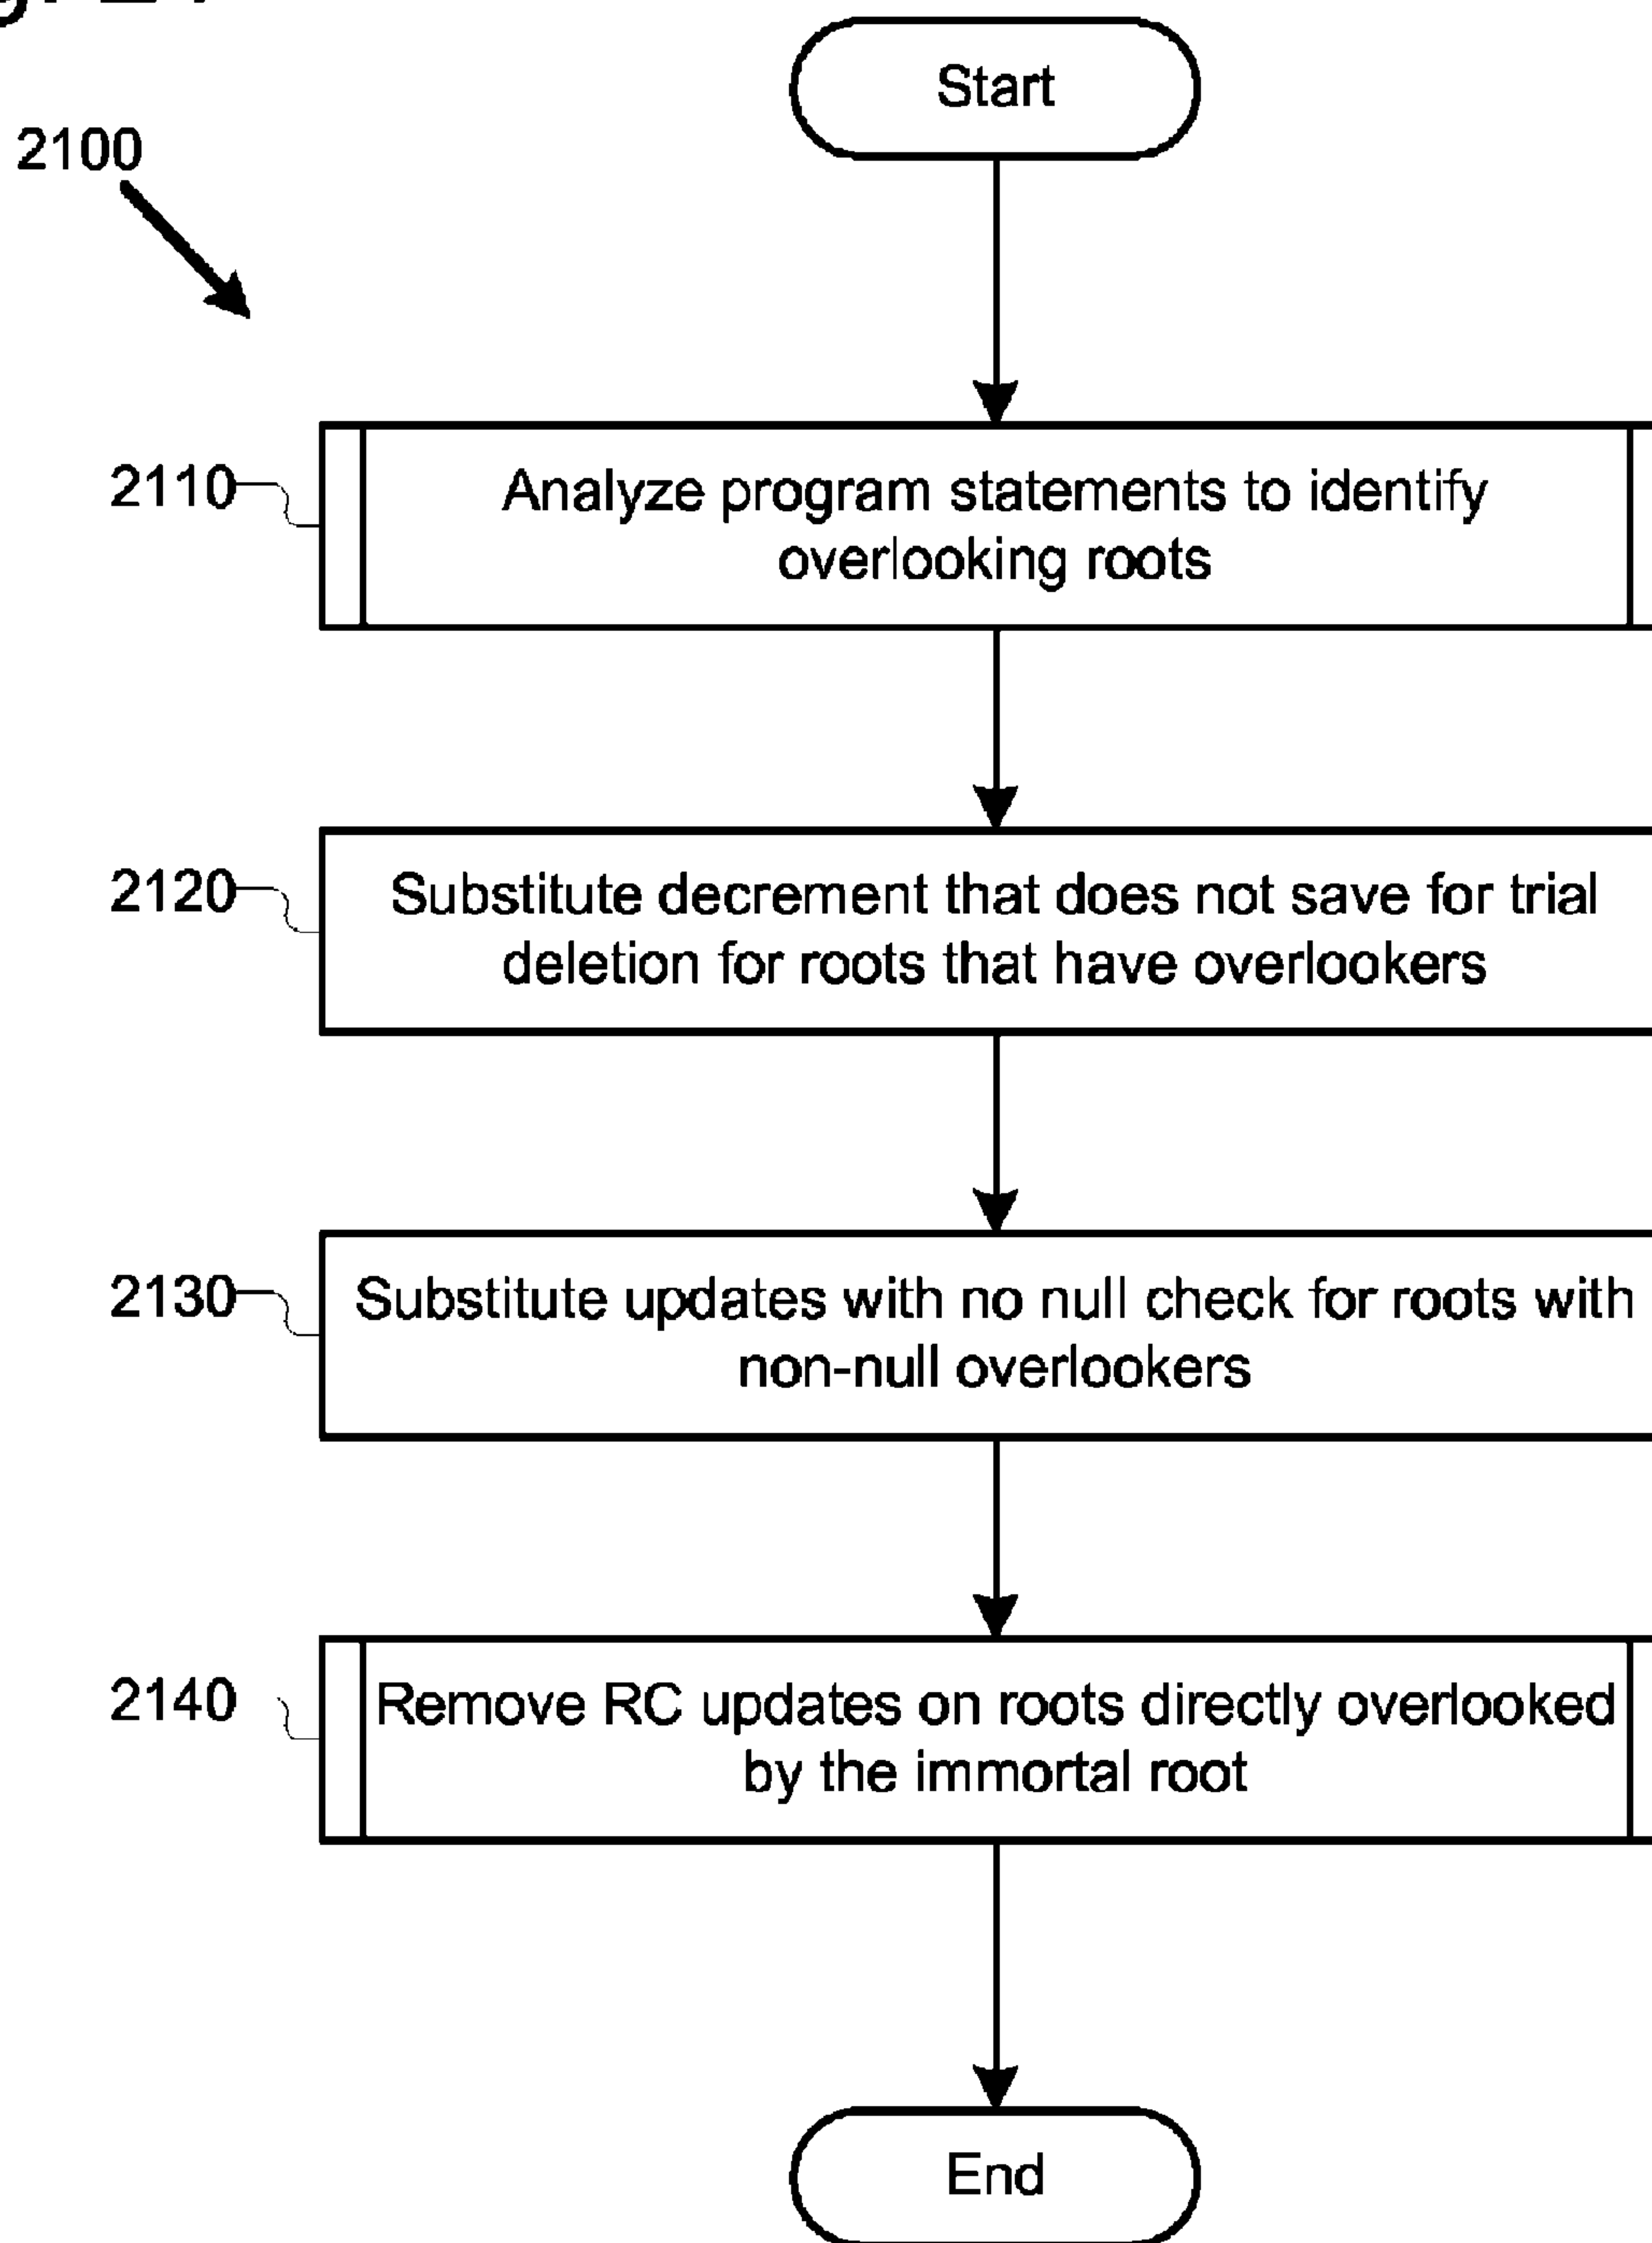 Start
2100
2110
Analyze program statements to identify
overlooking roots
2120
Substitute decrement that does not save for trial
deletion for roots that have overlookers
2130
Substitute updates with no null check for roots with
non-null overlookers
2140
Remove RC updates on roots directly overlooked
by the immortal root
End